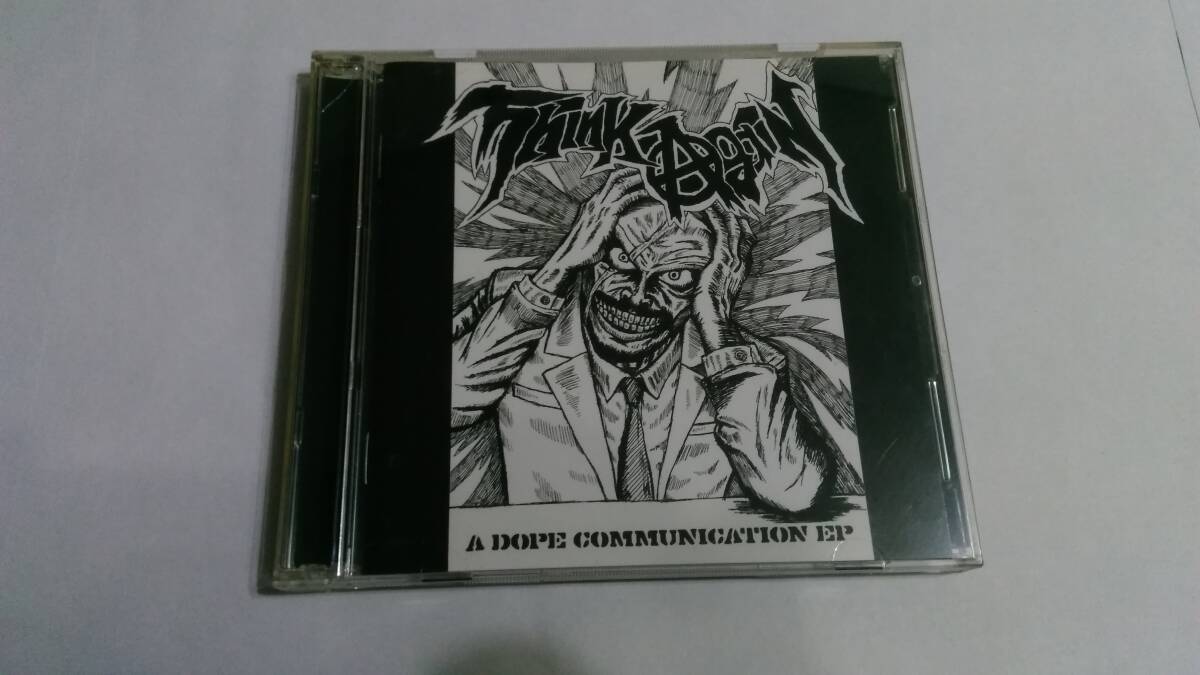 Think Again
A DOPE COMMUNICATION EP